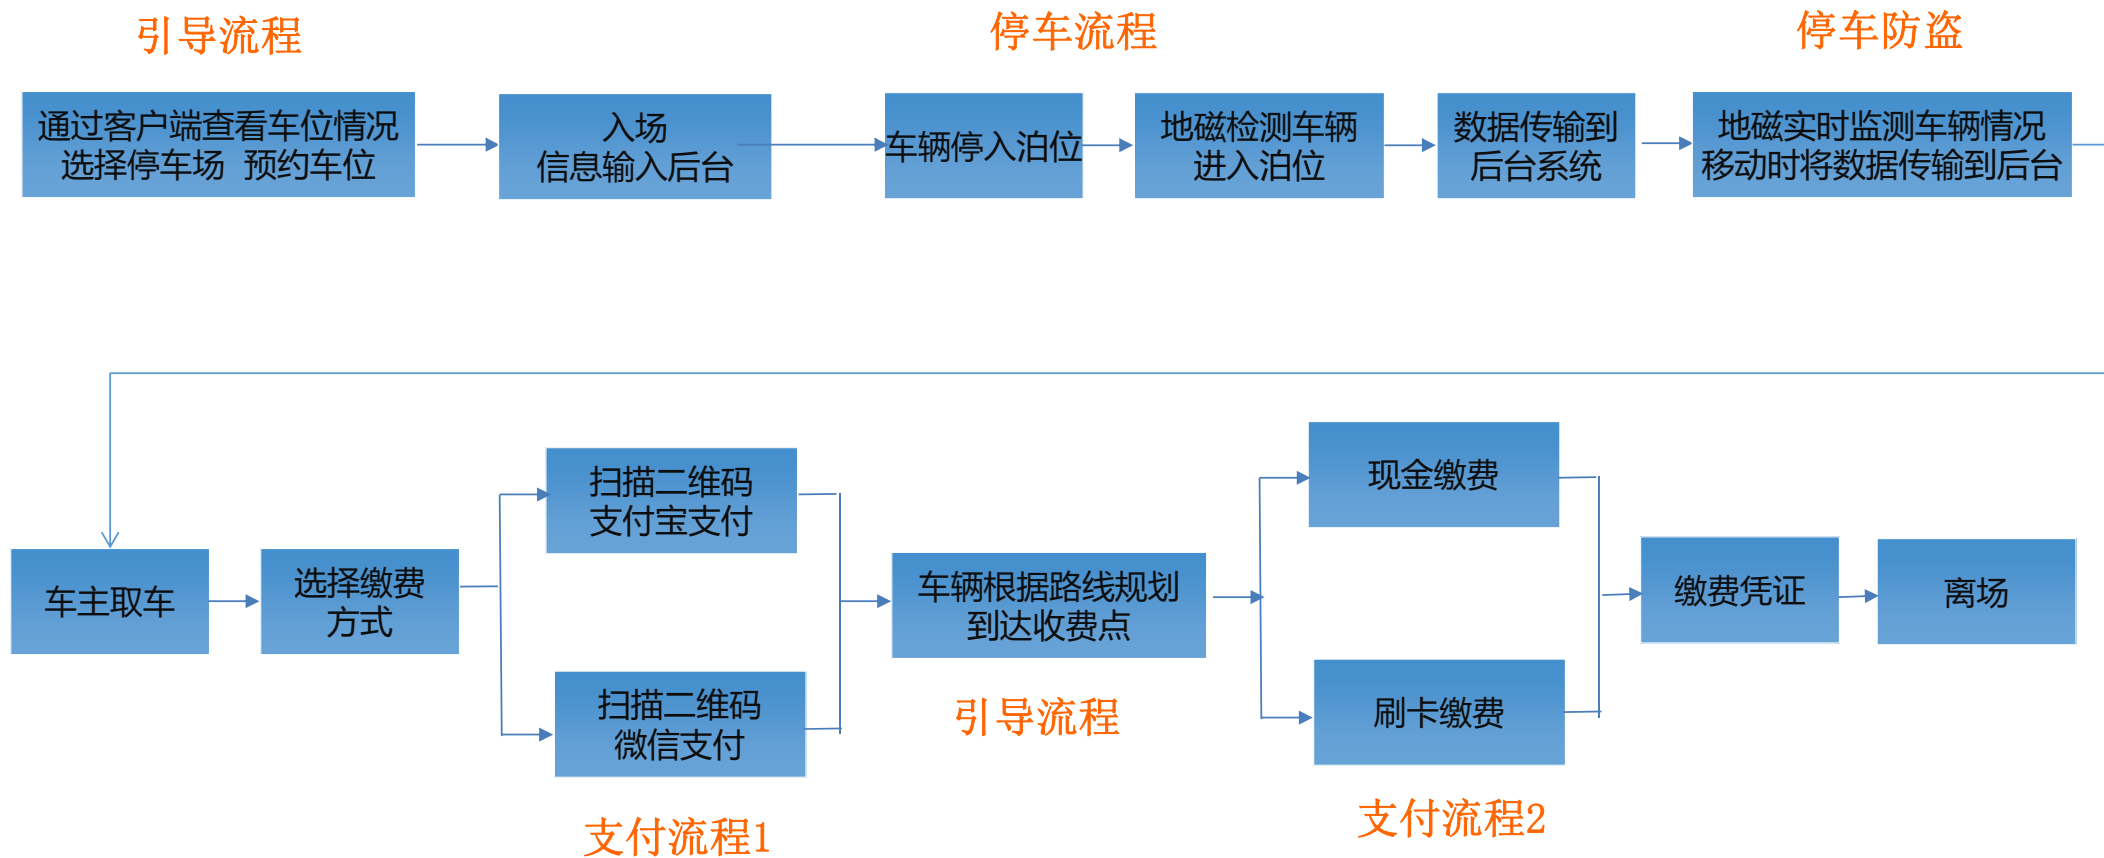 引导流程
停车流程
停车防盗
通过客户端查看车位情况
选择停车场 预约车位
入场
信息输入后台
车辆停入泊位
地磁检测车辆
进入泊位
数据传输到
后台系统
地磁实时监测车辆情况
移动时将数据传输到后台
车主取车
选择缴费
方式
扫描二维码
支付宝支付
扫描二维码
微信支付
支付流程1
车辆根据路线规划
到达收费点
引导流程
现金缴费
刷卡缴费
支付流程2
缴费凭证
离场